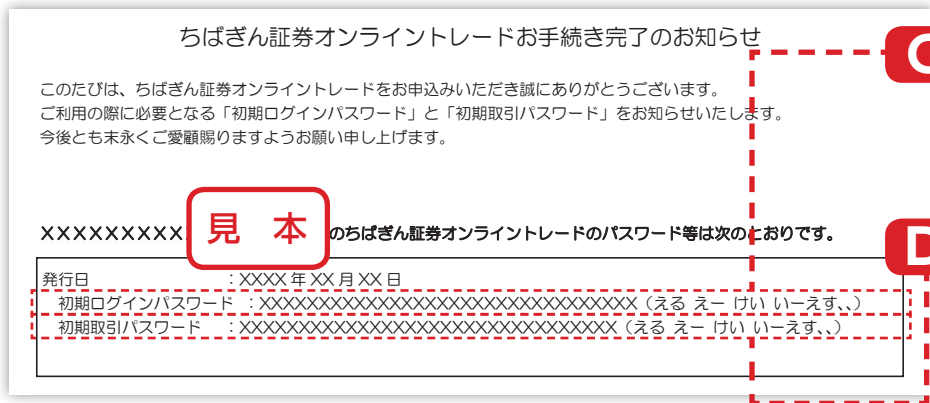 ちばぎん証券オンライントレードお手続き完了のお知らせ
C
このたびは、ちばぎん証券オンライントレードをお申込みいただき誠にありがとうございます。
ご利用の際に必要となる「初期ログインパスワード」と「初期取引パスワード」をお知らせいたします。
今後とも末永くご愛顧賜りますようお願い申し上げます。
XXXXXXXXX
見 本
のちばぎん証券オンライントレードのパスワード等は次のとおりです。
D
発行日 :XXXX 年 XX 月 XX 日
初期ログインパスワード :XXXXXXXXXXXXXXXXXXXXXXXXXXXXXXXX(える えー けい いーえす、、)
初期取引パスワード :XXXXXXXXXXXXXXXXXXXXXXXXXXXXXXXX(える えー けい いーえす、、)